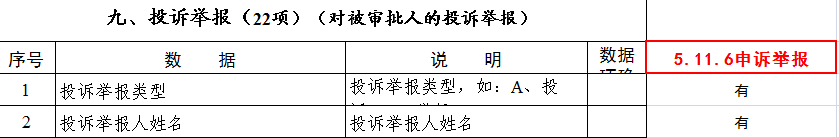 九、投诉举报（22项）（对被审批人的投诉举报）
序号 数 据 说 明 数据 5.11.6申诉举报
1 投诉举报类型 投诉举报类型，如：A、投 有
2 投诉举报人姓名 投诉举报人姓名 有